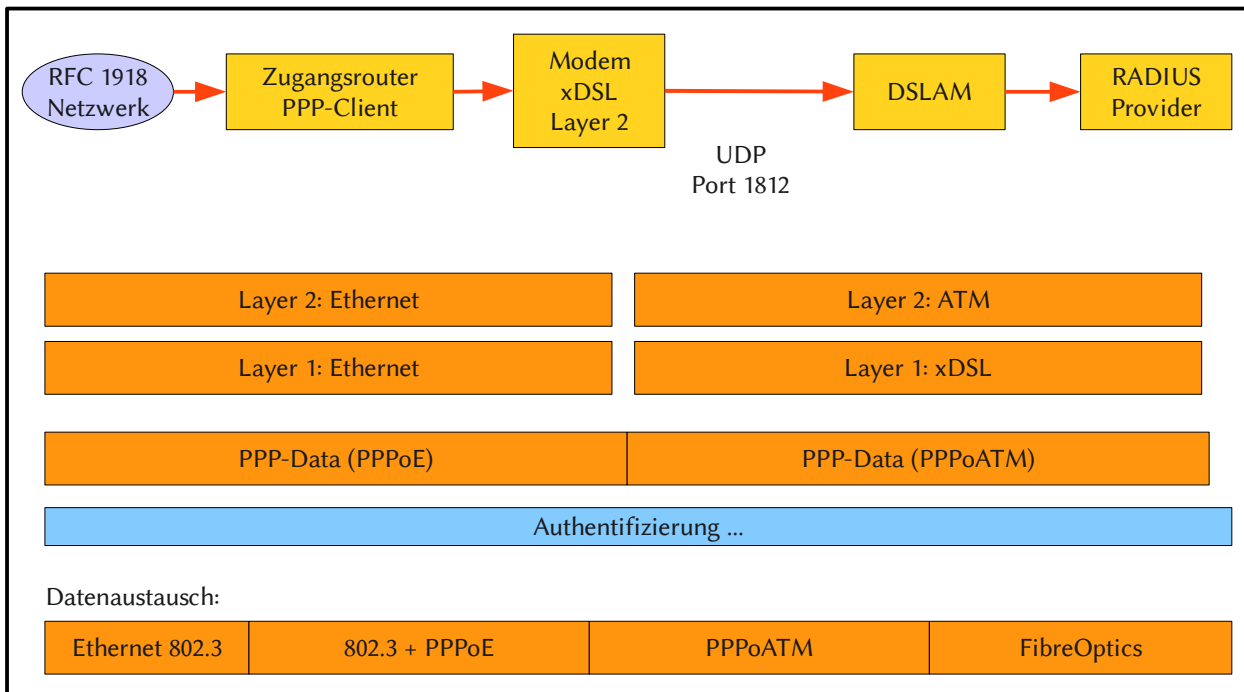 RFC 1918
Netzwerk
Zugangsrouter
PPP-Client
Modem
xDSL
Layer 2
DSLAM
RADIUS
Provider
UDP
Port 1812
Layer 2: Ethernet
Layer 2: ATM
Layer 1: Ethernet
Layer 1: xDSL
PPP-Data (PPPoE)
PPP-Data (PPPoATM)
Authentifizierung ...
Datenaustausch:
Ethernet 802.3
802.3 + PPPoE
PPPoATM
FibreOptics